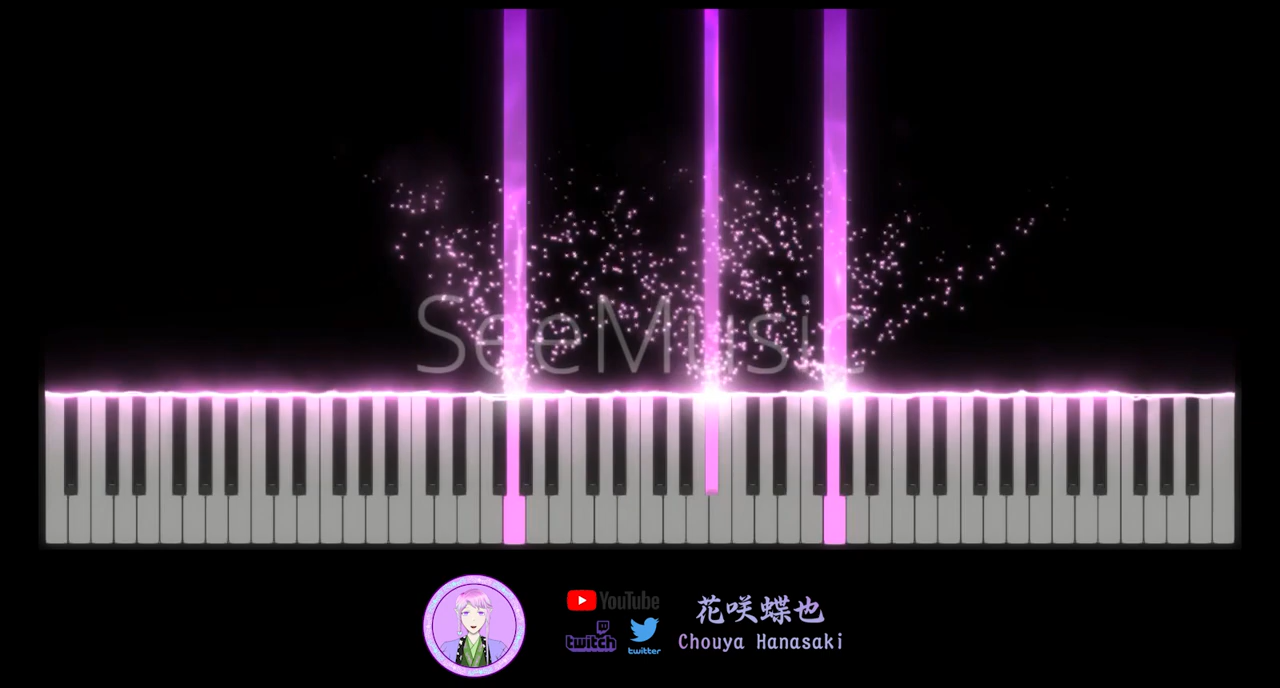 SeeMusic
YouTube
花咲蝶也
twitch
twitter
Chouya Hanasaki